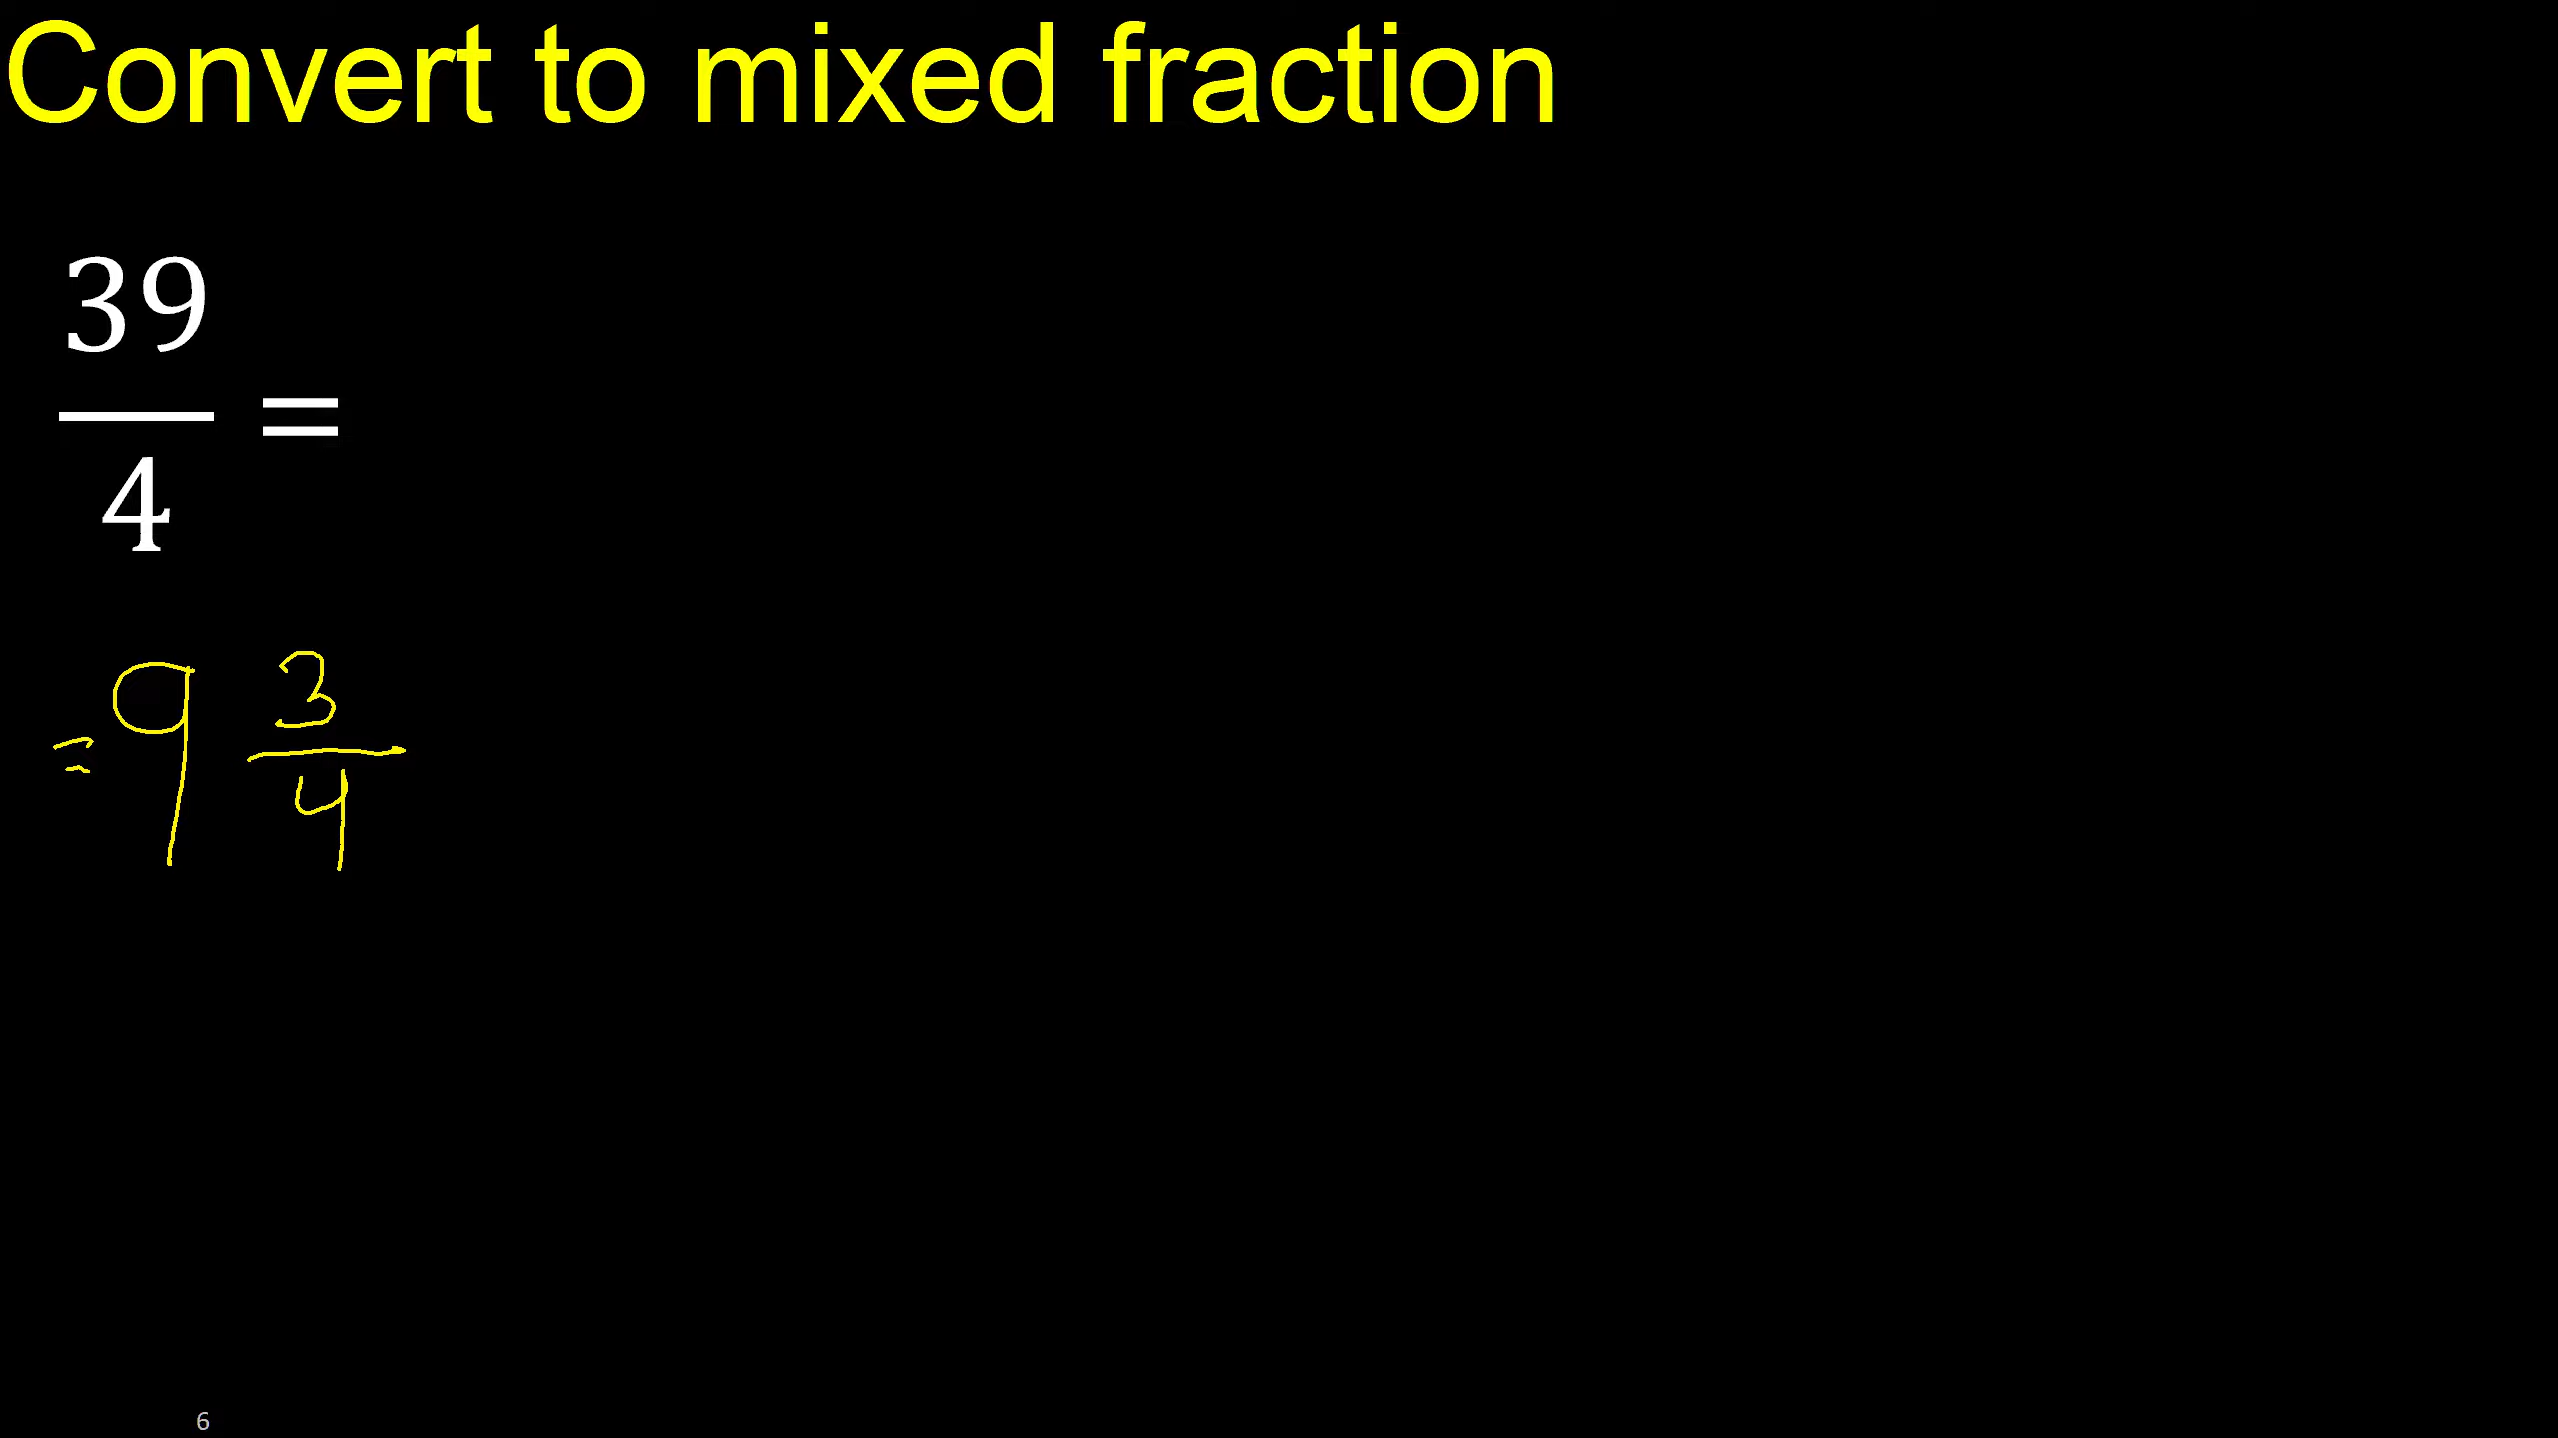 Convert to mixed fraction
39/4 =
= 9 3/4
6